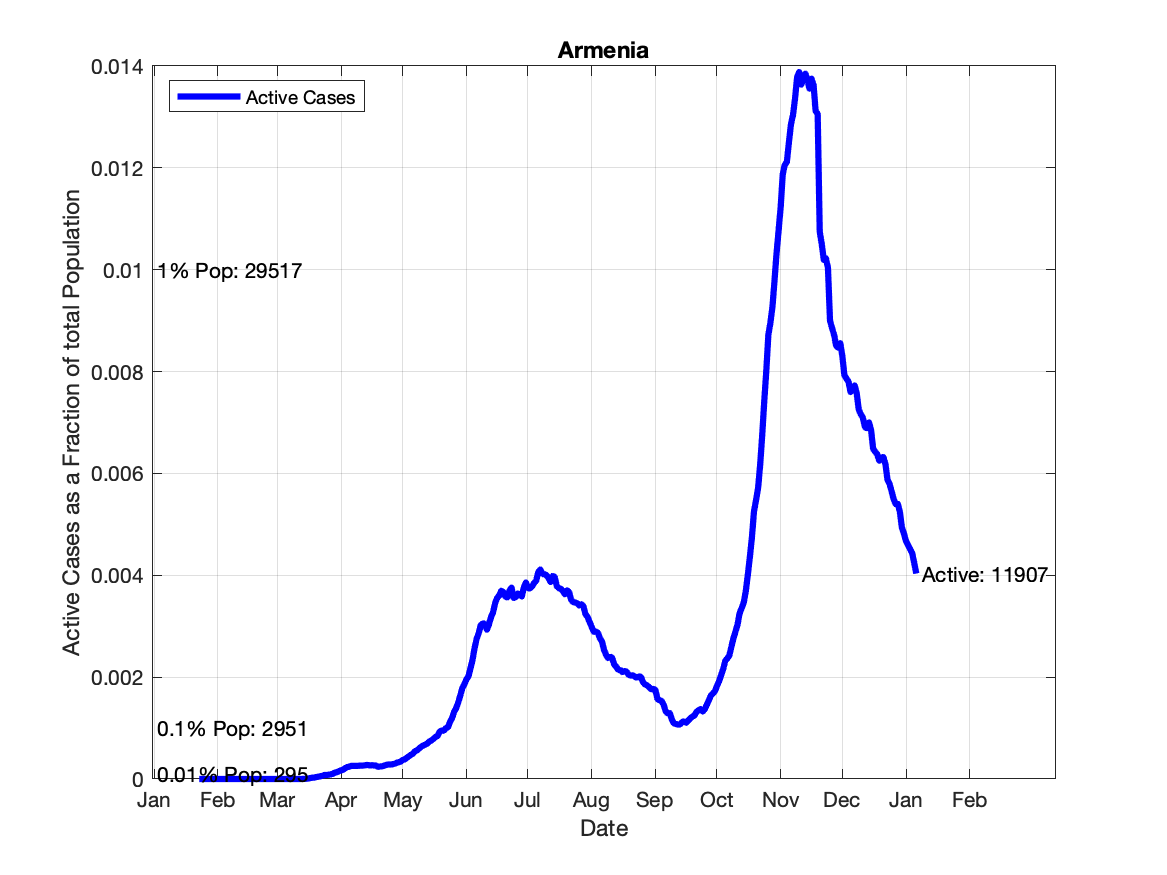 Armenia
Active Cases
0.014
0.012
0.01
0.008
0.006
0.004
0.002
0
1% Pop: 29517
0.1% Pop: 2951
0.01% Pop: 295
Active: 11907
Active Cases as a Fraction of total Population
Jan Feb Mar Apr May Jun Jul Aug Sep Oct Nov Dec Jan Feb
Date